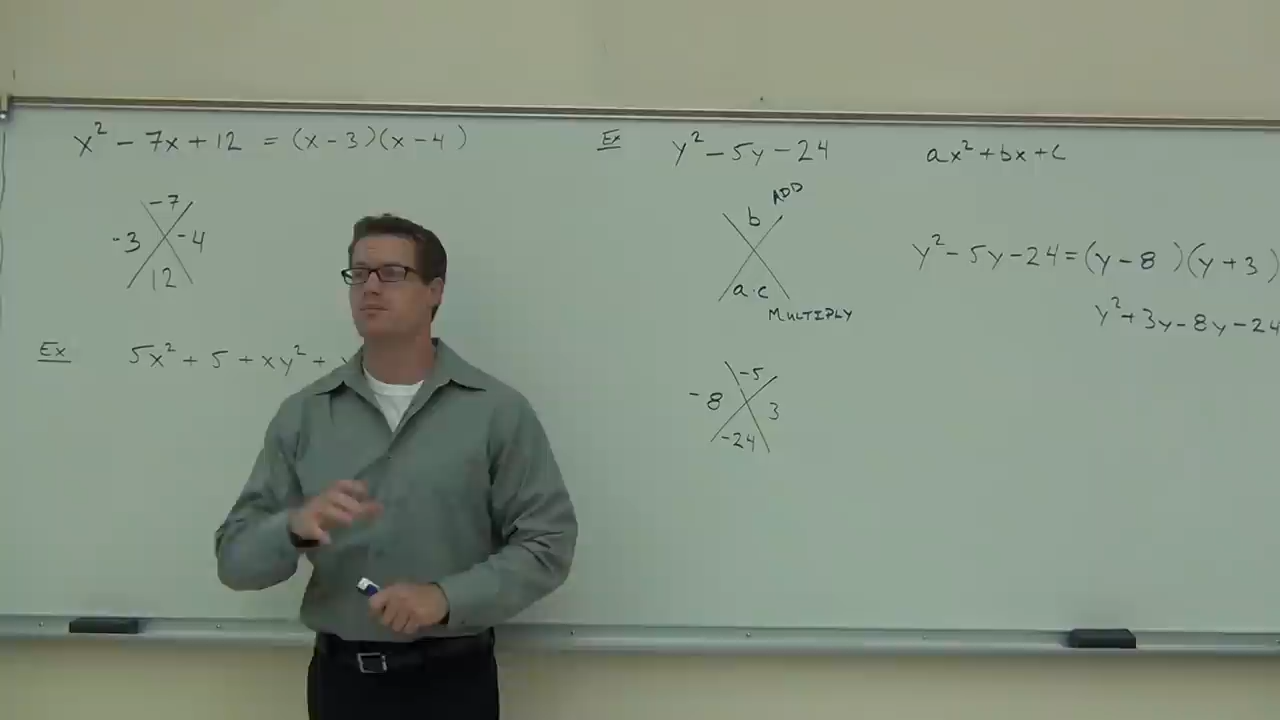 x² − 7x + 12 = (x − 3)(x − 4)
−7
-3 -4
12
Ex 5x² + 5 + xy² +
Ex y² − 5y − 24
ADD
b
a·c
MULTIPLY
−5
-8 3
−24
ax² + bx + c
y² − 5y − 24 = (y − 8 )(y + 3)
y² + 3y − 8y − 24